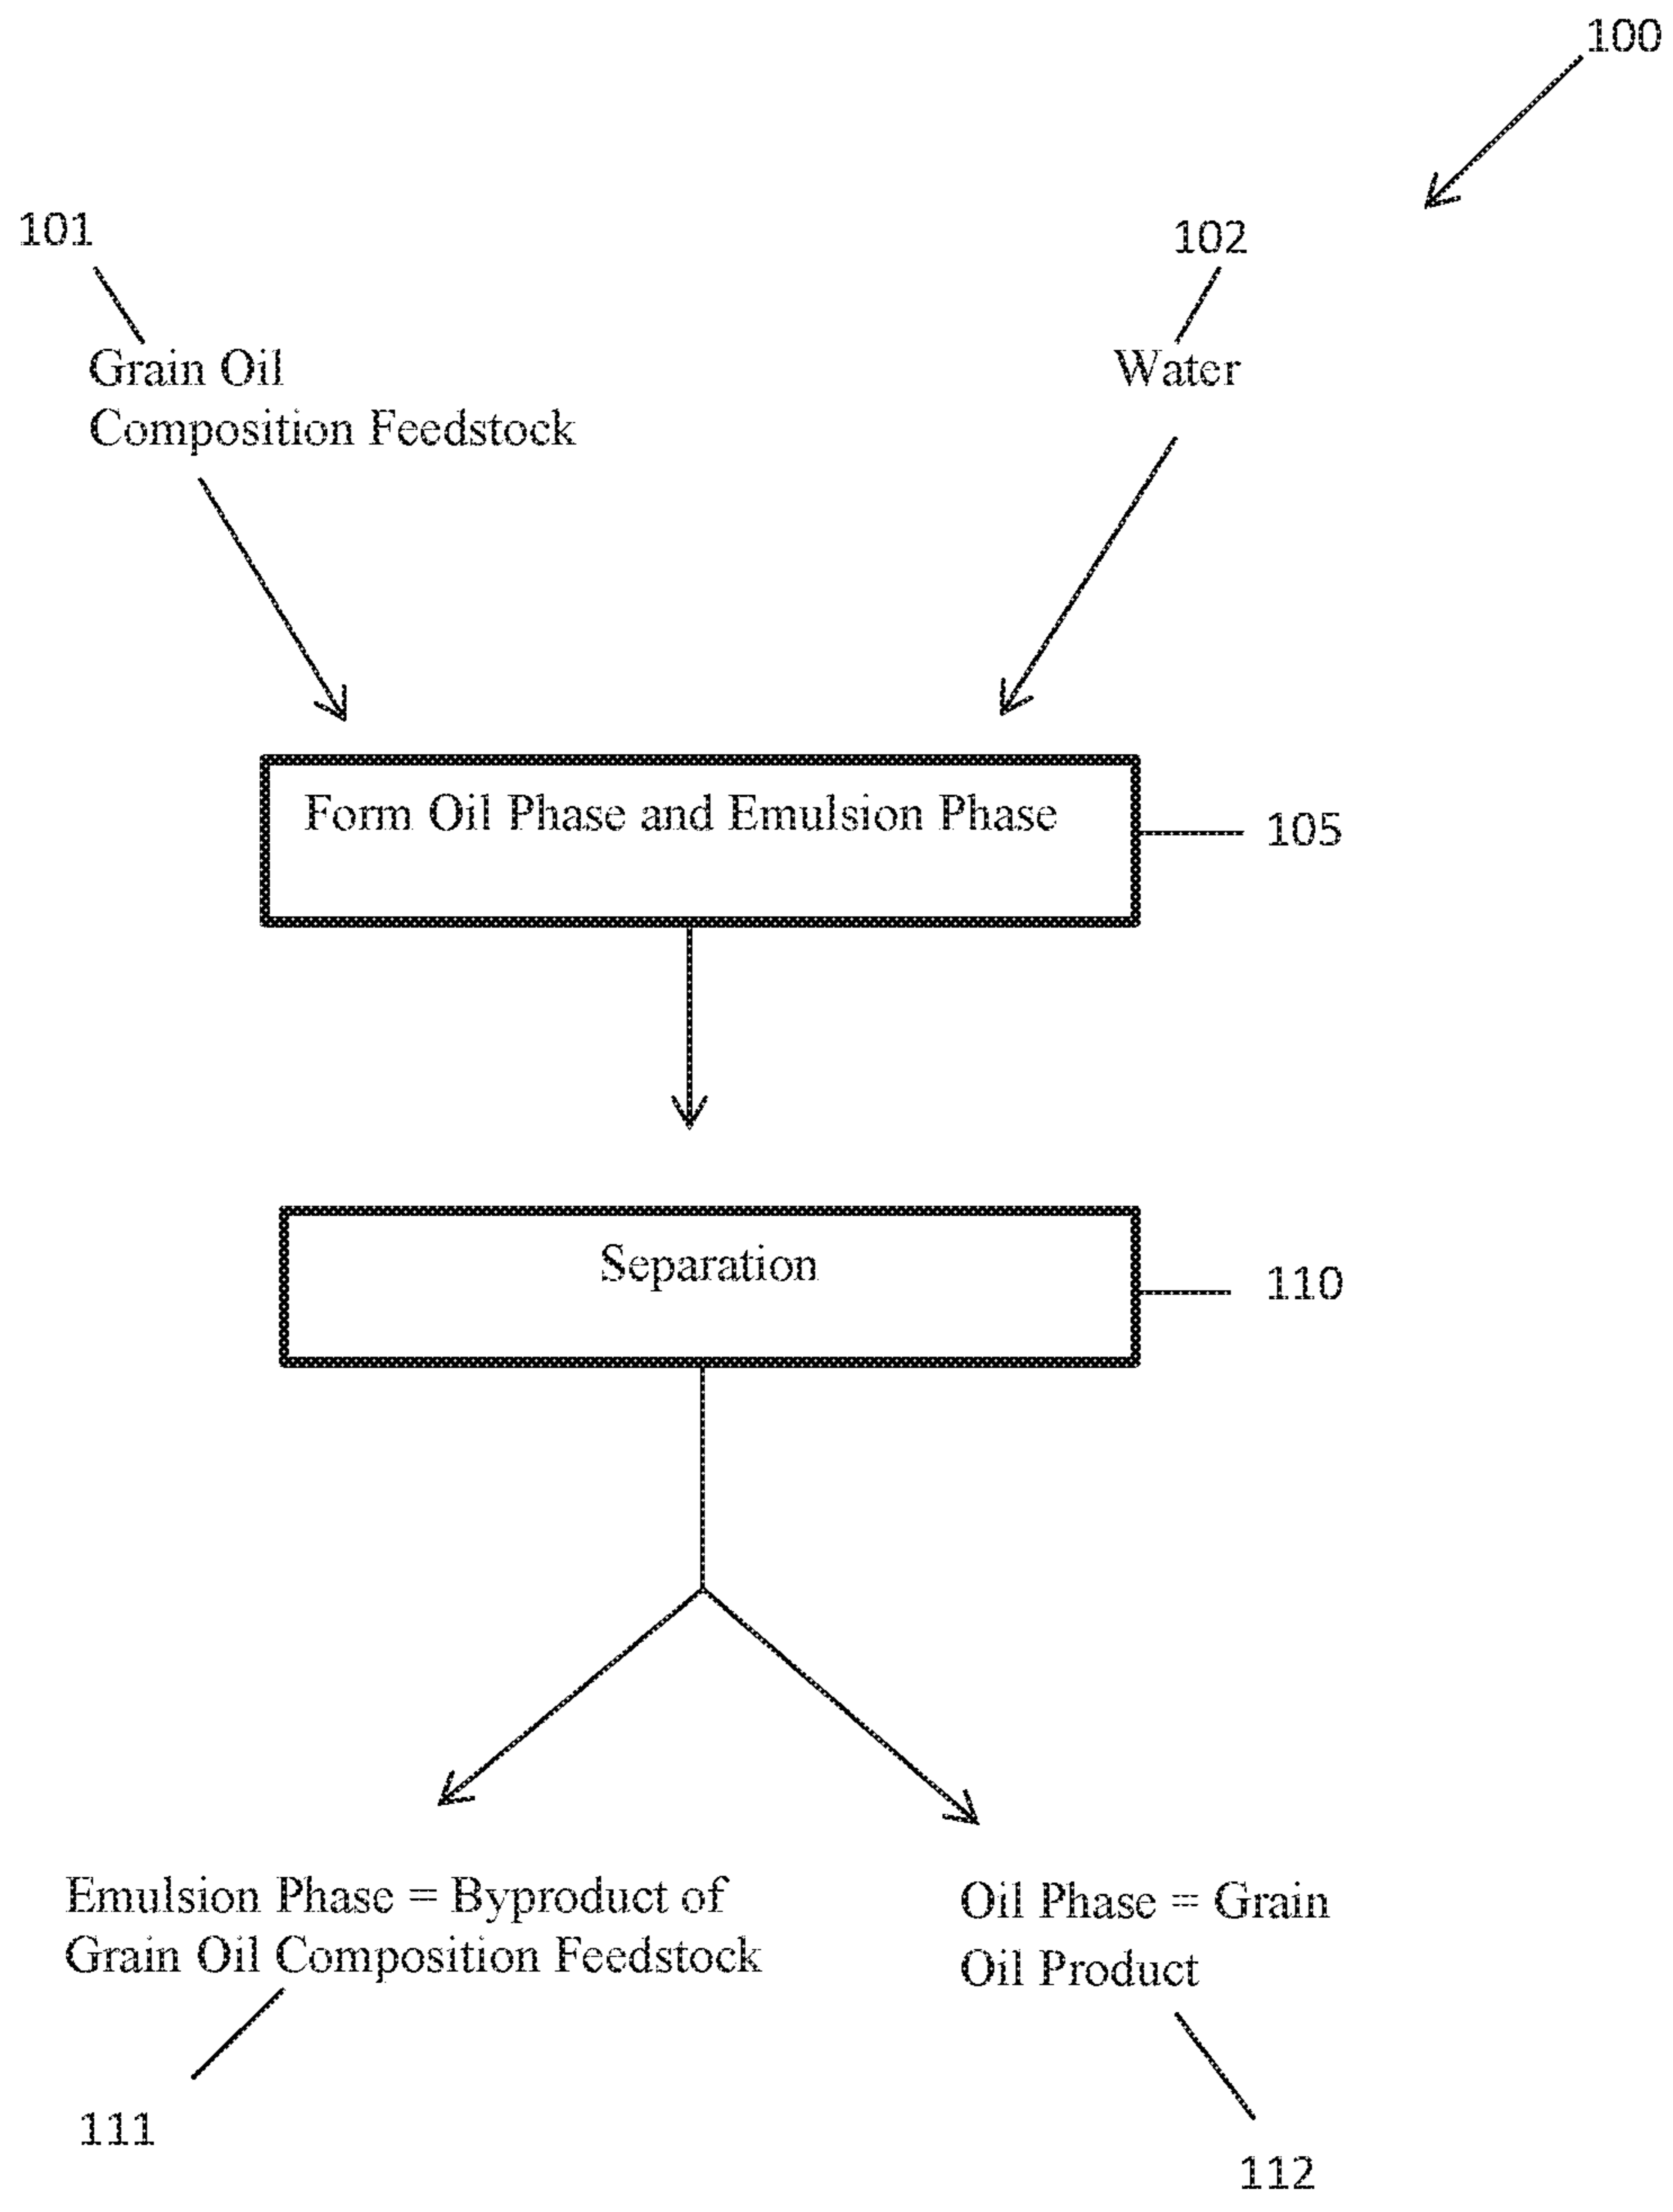 100
101
102
Grain Oil
Composition Feedstock
Water
Form Oil Phase and Emulsion Phase
105
Separation
110
Emulsion Phase = Byproduct of
Grain Oil Composition Feedstock
Oil Phase = Grain
Oil Product
111
112